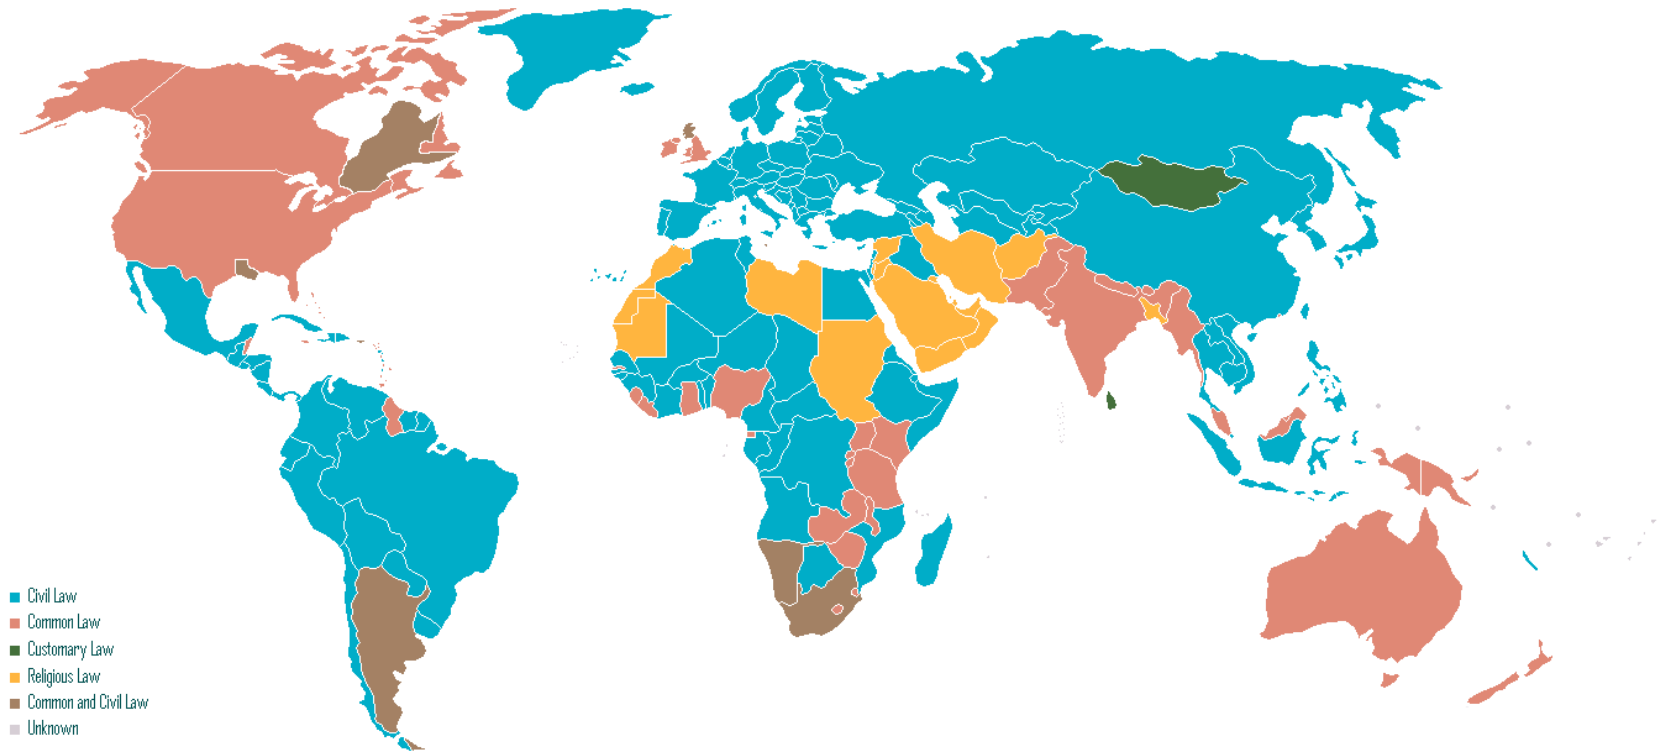 Civil Law
Common Law
Customary Law
Religious Law
Common and Civil Law
Unknown